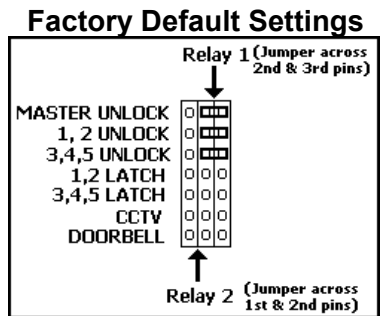 Factory Default Settings
Relay 1 (Jumper across
2nd & 3rd pins)
MASTER UNLOCK
1, 2 UNLOCK
3,4,5 UNLOCK
1,2 LATCH
3,4,5 LATCH
CCTV
DOORBELL
Relay 2 (Jumper across
1st & 2nd pins)